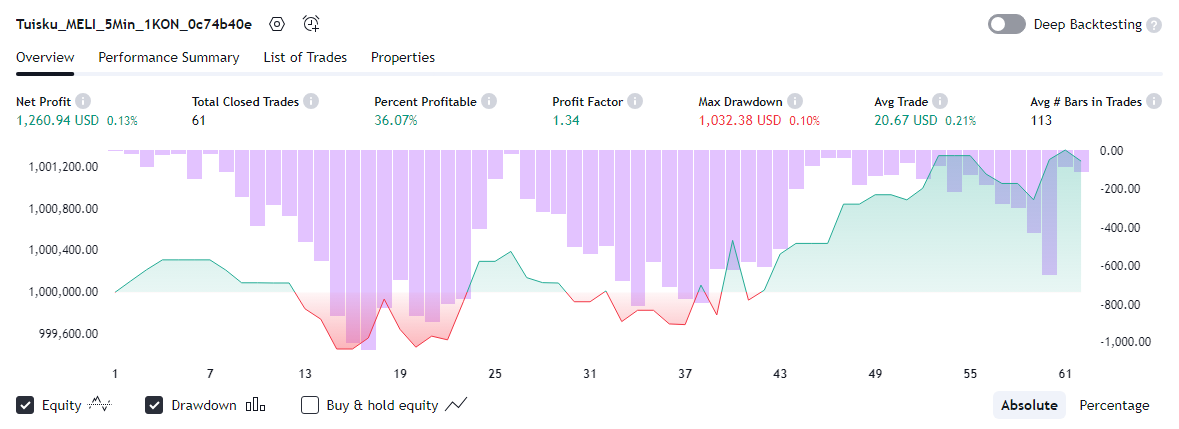 Tuisku_MELI_5Min_1KON_0c74b40e
Deep Backtesting ?
Overview Performance Summary List of Trades Properties
Net Profit i Total Closed Trades i Percent Profitable i Profit Factor i Max Drawdown i Avg Trade i Avg # Bars in Trades i
1,260.94 USD 0.13% 61 36.07% 1.34 1,032.38 USD 0.10% 20.67 USD 0.21% 113
0.00
1,001,200.00
-200.00
1,000,800.00
-400.00
1,000,400.00
-600.00
1,000,000.00
-800.00
999,600.00
-1,000.00
1 7 13 19 25 31 37 43 49 55 61
Equity Drawdown Buy & hold equity Absolute Percentage